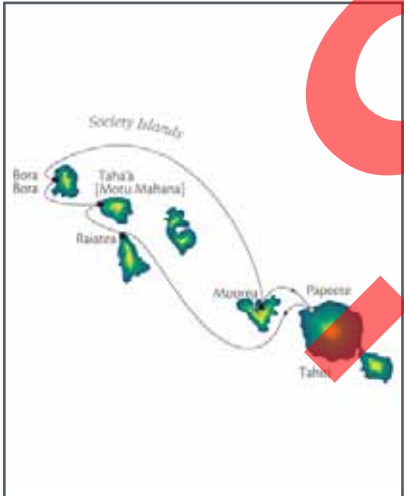 Society Islands
Bora
Bora
Taha'a
[Motu Mahana]
Raiatea
Moorea
Papeete
Tahiti